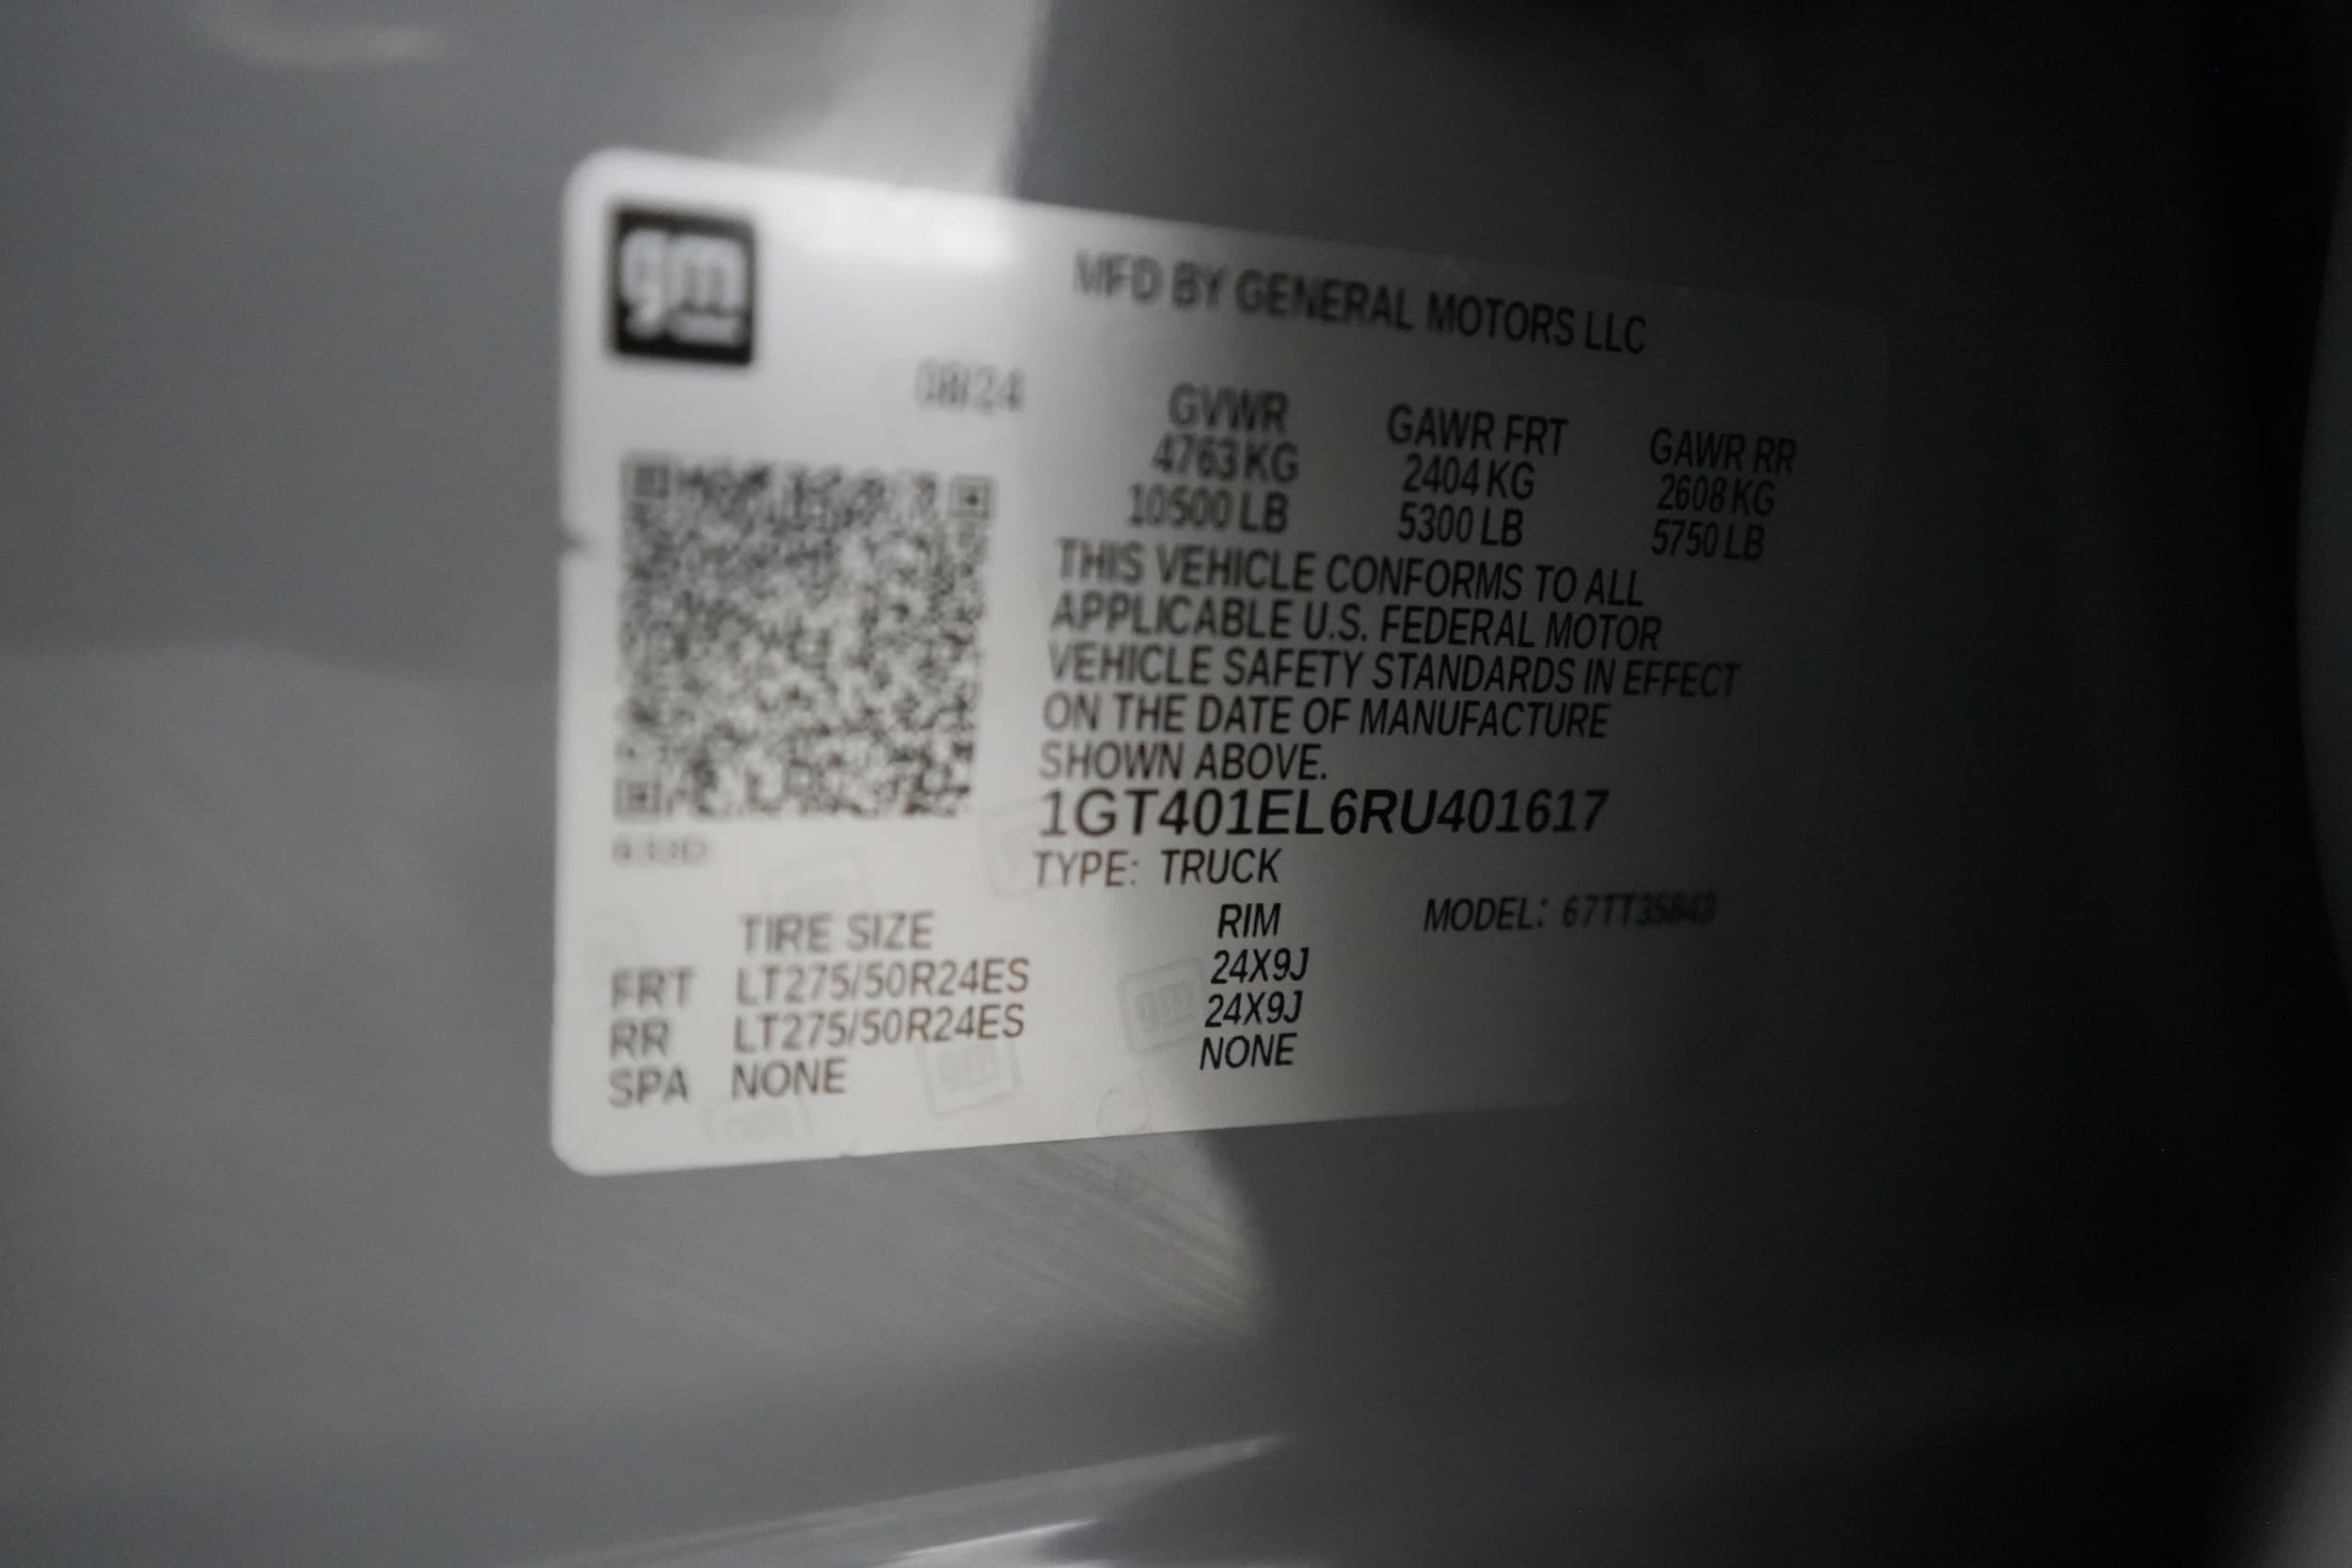 gm
MFD BY GENERAL MOTORS LLC
08/24
GVWR GAWR FRT GAWR RR
4763 KG 2404 KG 2608 KG
10500 LB 5300 LB 5750 LB
THIS VEHICLE CONFORMS TO ALL
APPLICABLE U.S. FEDERAL MOTOR
VEHICLE SAFETY STANDARDS IN EFFECT
ON THE DATE OF MANUFACTURE
SHOWN ABOVE.
1GT401EL6RU401617
TYPE: TRUCK
MODEL: 67TT35843
TIRE SIZE RIM
FRT LT275/50R24ES 24X9J
RR LT275/50R24ES 24X9J
SPA NONE NONE